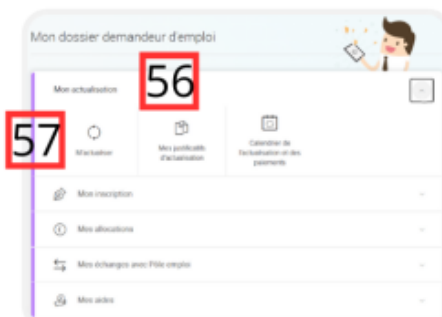 Mon dossier demandeur d'emploi
Mon actualisation
56
57
M'actualiser
Mes justificatifs
d'actualisation
Calendrier de
l'actualisation et des
paiements
Mon inscription
Mes allocations
Mes échanges avec Pôle emploi
Mes aides